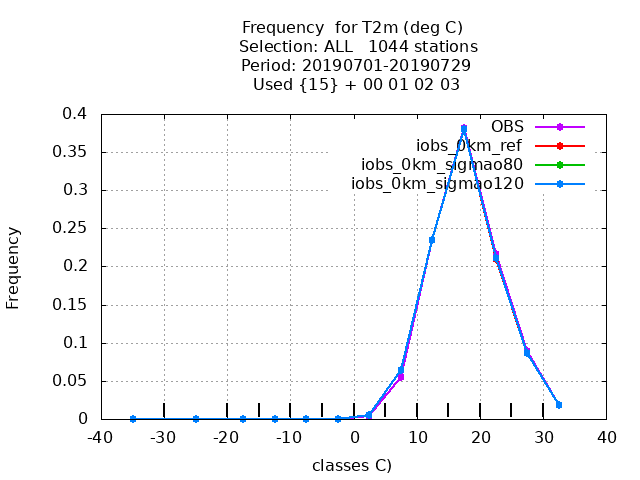 Frequency  for T2m (deg C)
Selection: ALL   1044 stations
Period: 20190701-20190729
Used {15} + 00 01 02 03
0.4
0.35
0.3
0.25
0.2
0.15
0.1
0.05
0
Frequency
OBS
iobs_0km_ref
iobs_0km_sigmao80
iobs_0km_sigmao120
-40 -30 -20 -10 0 10 20 30 40
classes C)